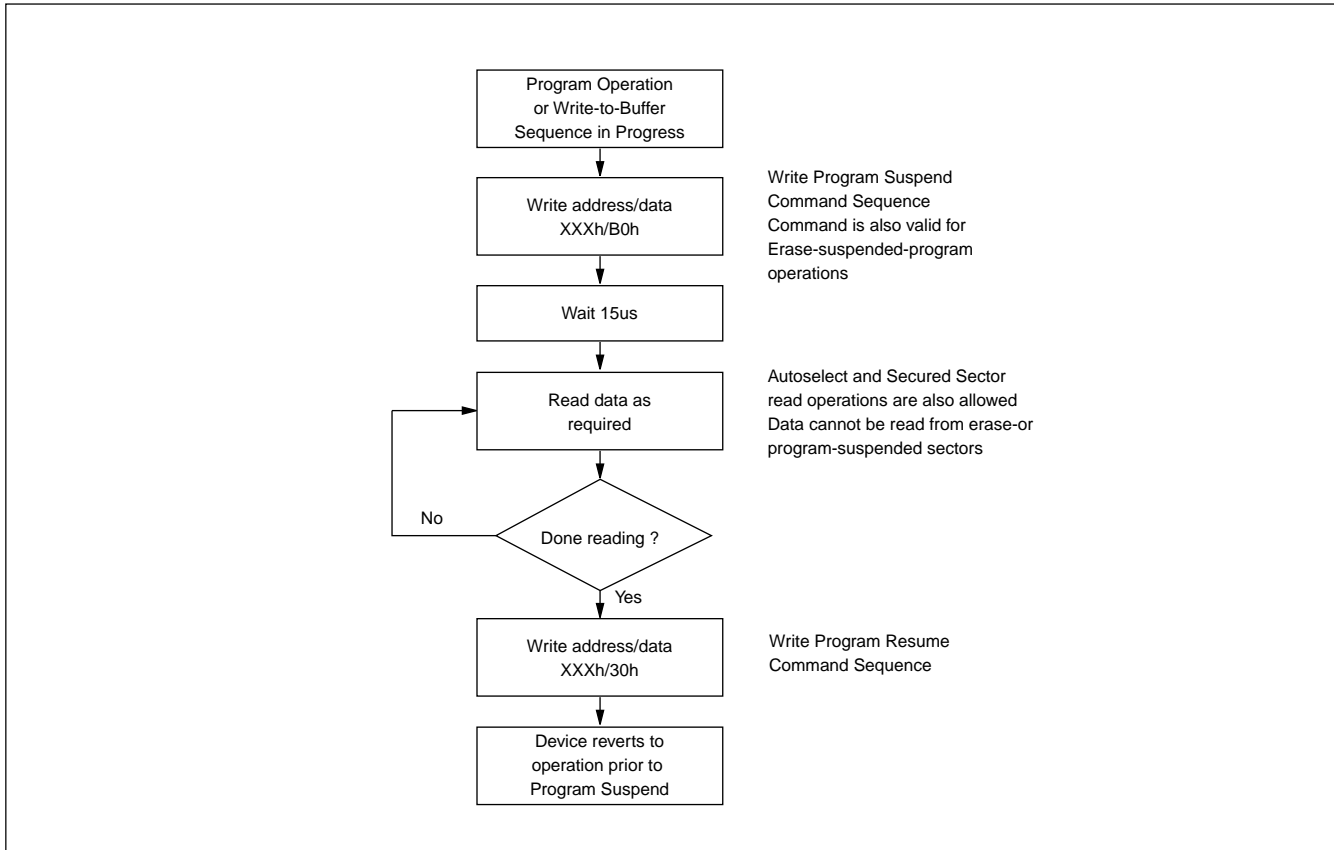 Program Operation
or Write-to-Buffer
Sequence in Progress
Write address/data
XXXh/B0h
Write Program Suspend
Command Sequence
Command is also valid for
Erase-suspended-program
operations
Wait 15us
Read data as
required
Autoselect and Secured Sector
read operations are also allowed
Data cannot be read from erase-or
program-suspended sectors
No
Done reading ?
Yes
Write address/data
XXXh/30h
Write Program Resume
Command Sequence
Device reverts to
operation prior to
Program Suspend